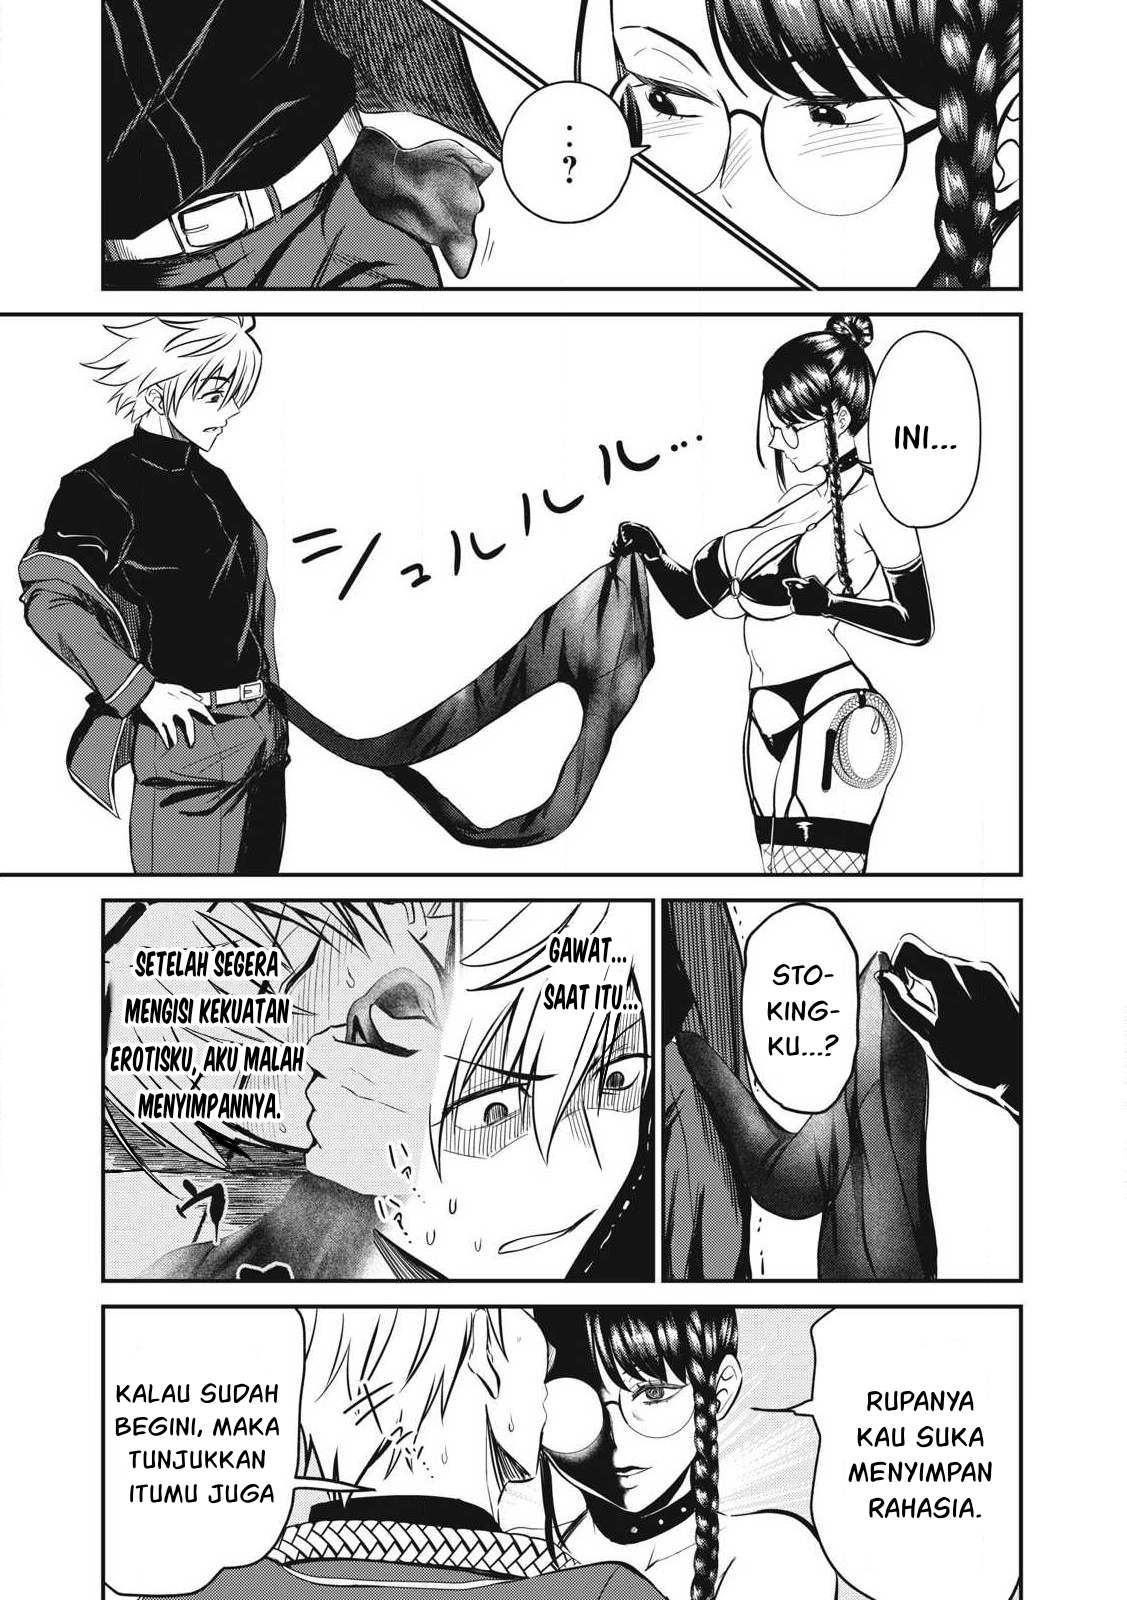 …?
INI...
シュルルルル…
STO-
KING-
KU...?
GAWAT...
SAAT ITU...
SETELAH SEGERA
MENGISI KEKUATAN
EROTISKU, AKU MALAH
MENYIMPANNYA.
RUPANYA
KAU SUKA
MENYIMPAN
RAHASIA.
KALAU SUDAH
BEGINI, MAKA
TUNJUKKAN
ITUMU JUGA